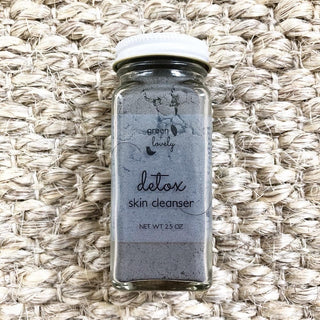 green
lovely
detox
skin cleanser
NET WT 2.5 OZ